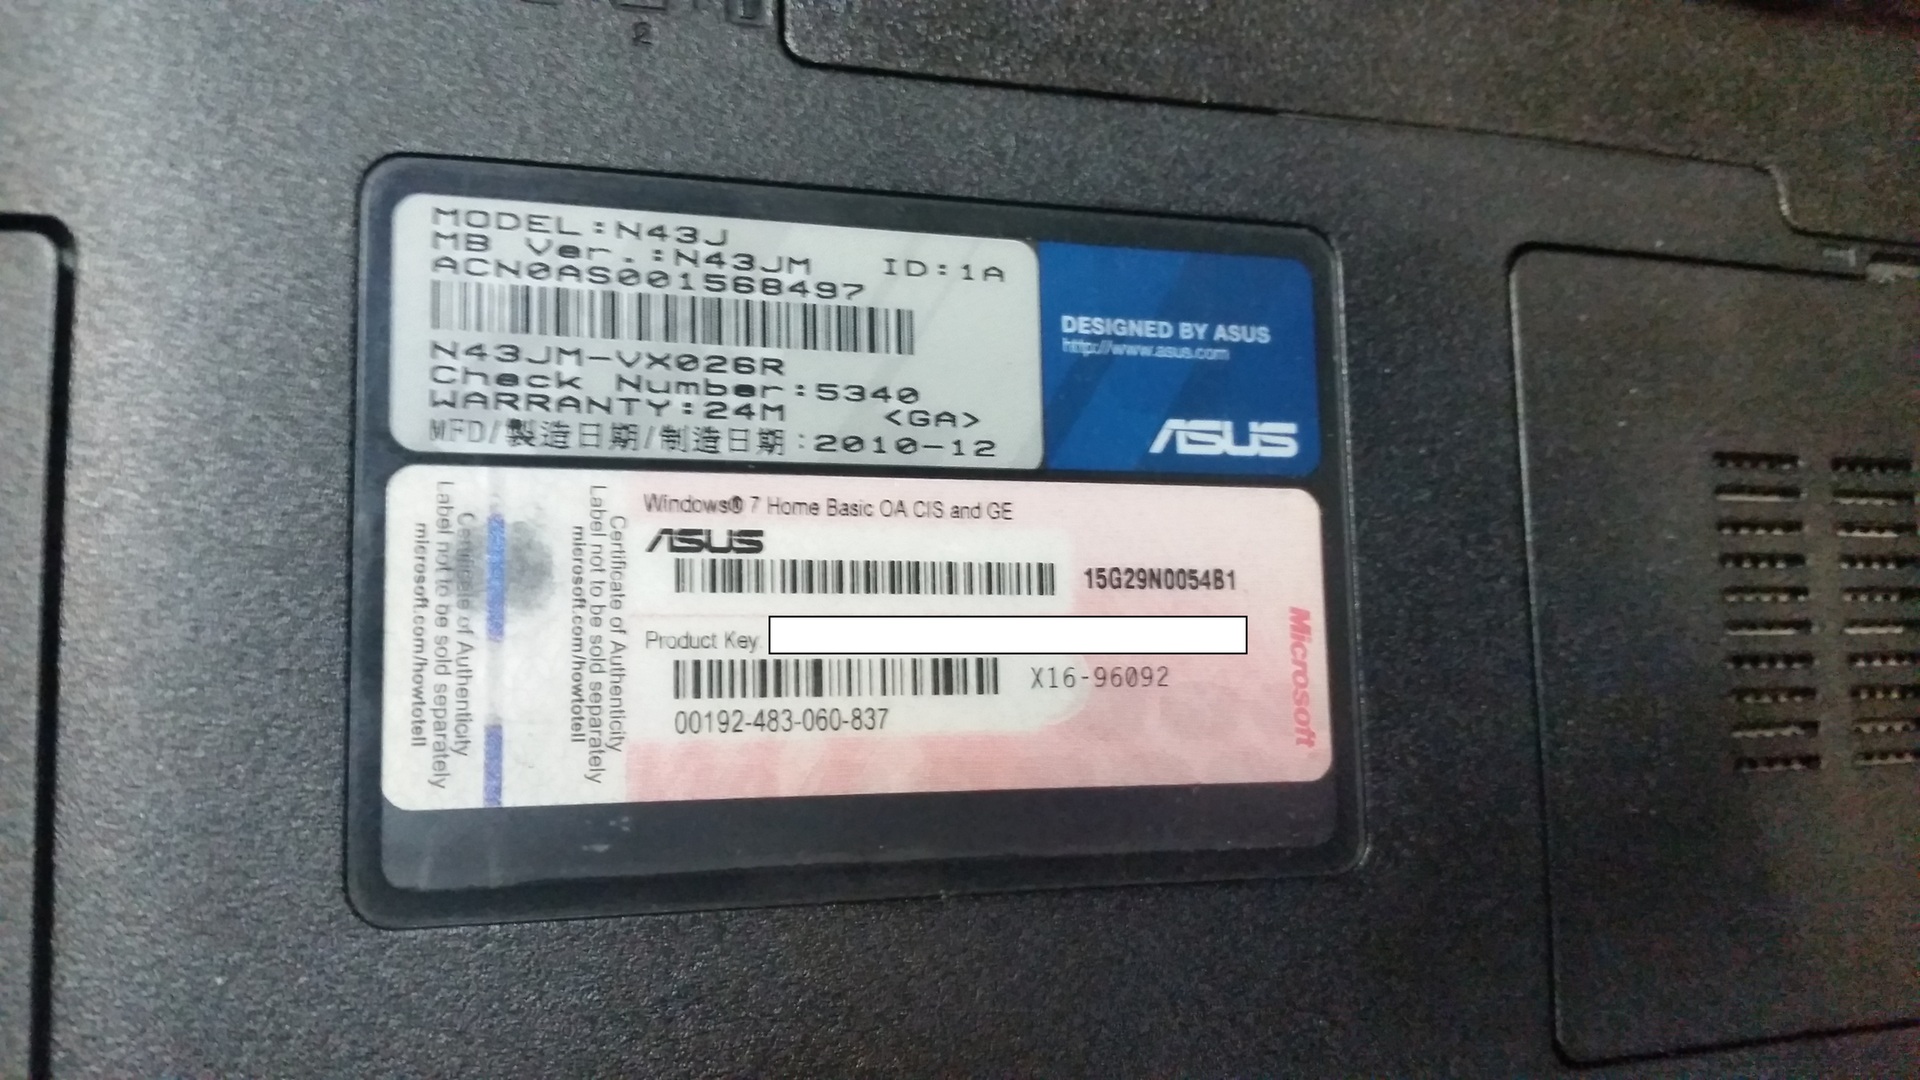 2
MODEL:N43J
MB Ver.:N43JM ID:1A
ACN0AS001568497
N43JM-VX026R
Check Number:5340
WARRANTY:24M <GA>
MFD/製造日期/制造日期:2010-12
DESIGNED BY ASUS
http://www.asus.com
ASUS
Certificate of Authenticity
Label not to be sold separately
microsoft.com/howtotell
Certificate of Authenticity
Label not to be sold separately
microsoft.com/howtotell
Windows® 7 Home Basic OA CIS and GE
ASUS
15G29N0054B1
Product Key:
X16-96092
00192-483-060-837
Microsoft